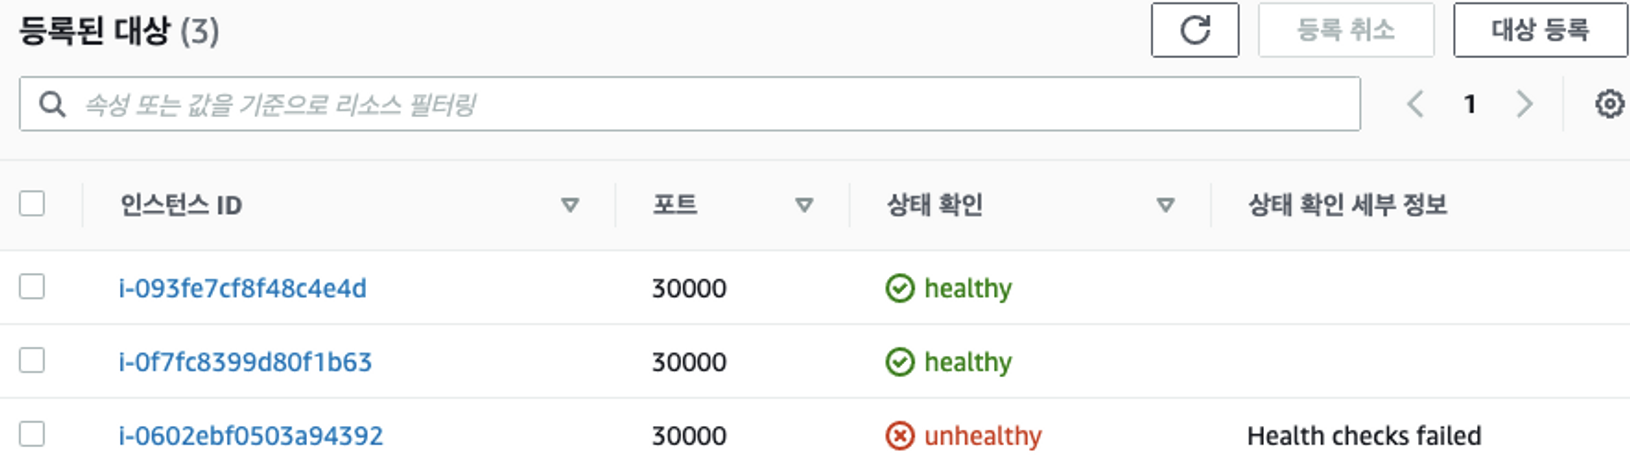 등록된 대상 (3)
등록 취소
대상 등록
속성 또는 값을 기준으로 리소스 필터링
1
인스턴스 ID 포트 상태 확인 상태 확인 세부 정보
i-093fe7cf8f48c4e4d 30000 healthy
i-0f7fc8399d80f1b63 30000 healthy
i-0602ebf0503a94392 30000 unhealthy Health checks failed